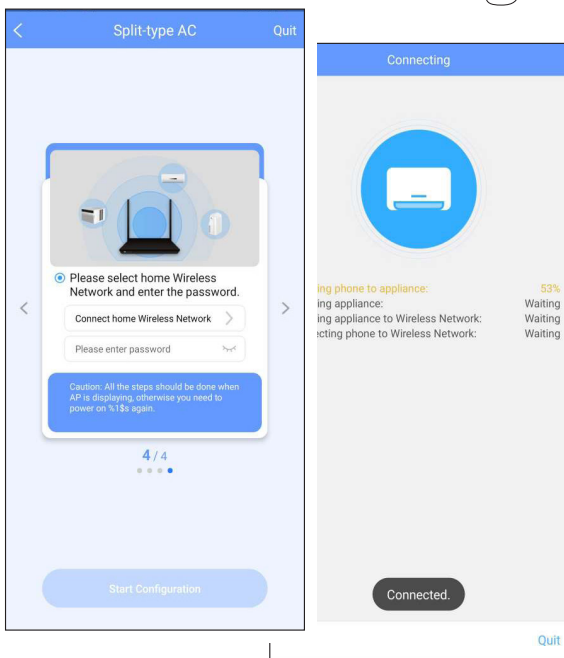 Split-type AC
Quit
Please select home Wireless
Network and enter the password.
Connect home Wireless Network
Please enter password
Caution: All the steps should be done when
AP is displaying, otherwise you need to
power on %1$s again.
4 / 4
Start Configuration
Connecting
ing phone to appliance: 53%
ing appliance: Waiting
ing appliance to Wireless Network: Waiting
ecting phone to Wireless Network: Waiting
Connected.
Quit